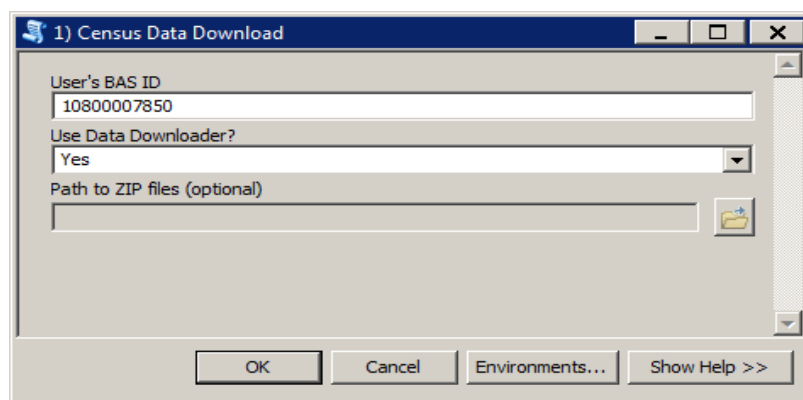 1) Census Data Download
User's BAS ID
10800007850
Use Data Downloader?
Yes
Path to ZIP files (optional)
OK Cancel Environments... Show Help >>